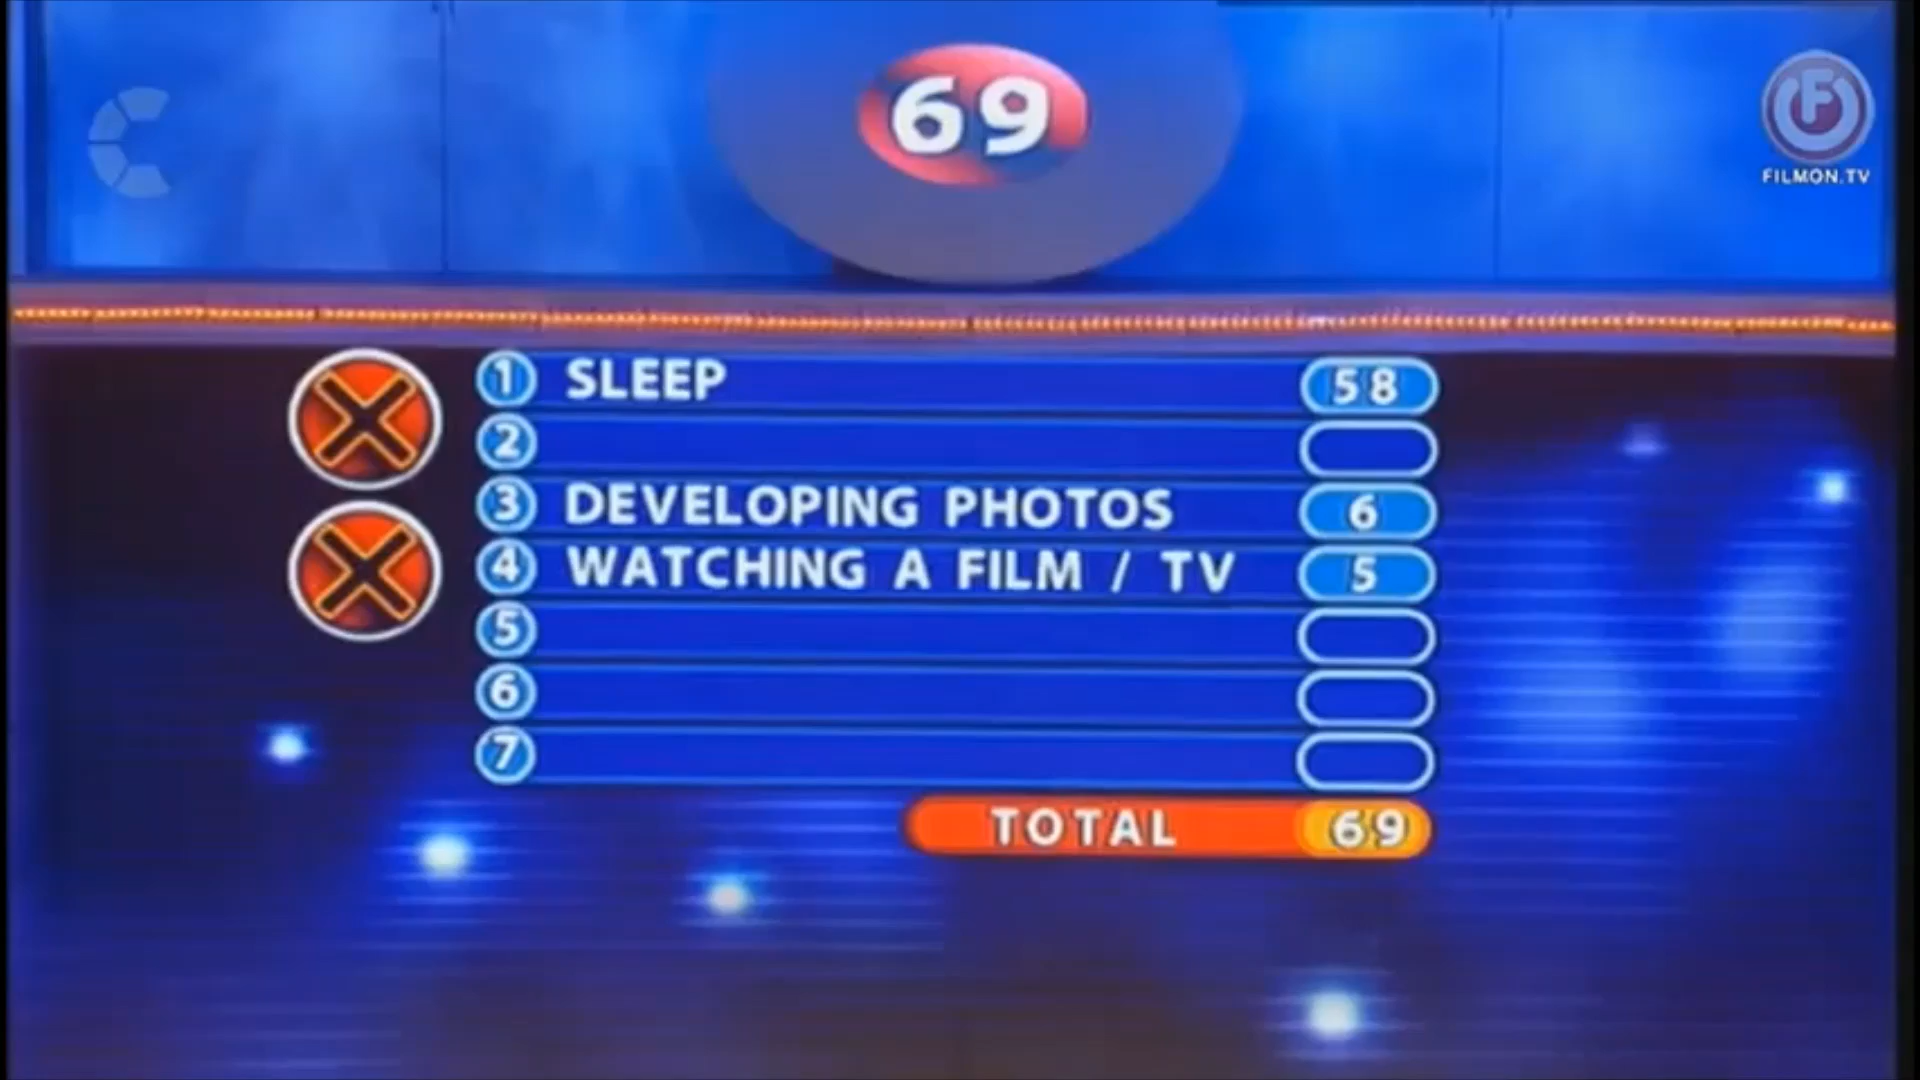 69
FILMON.TV
1 SLEEP 58
2
3 DEVELOPING PHOTOS 6
4 WATCHING A FILM / TV 5
5
6
7
TOTAL 69